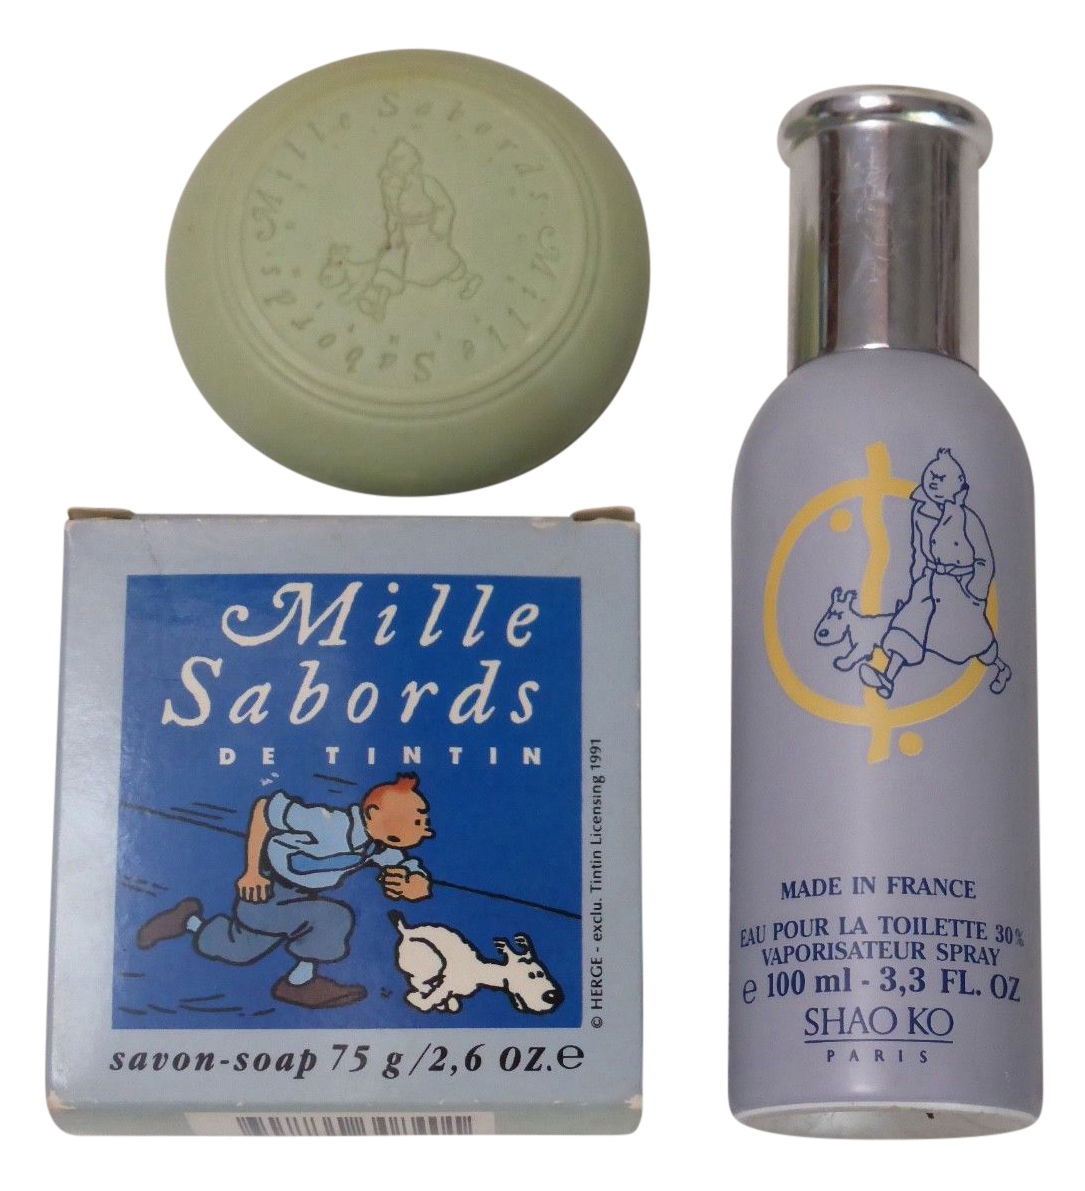 Mille Sabords · Mille Sabords ·
Mille
Sabords
DE TINTIN
© HERGE - exclu. Tintin Licensing 1991
savon-soap 75 g/2,6 OZ.℮
MADE IN FRANCE
EAU POUR LA TOILETTE 30%
VAPORISATEUR SPRAY
℮ 100 ml - 3,3 FL. OZ
SHAO KO
PARIS